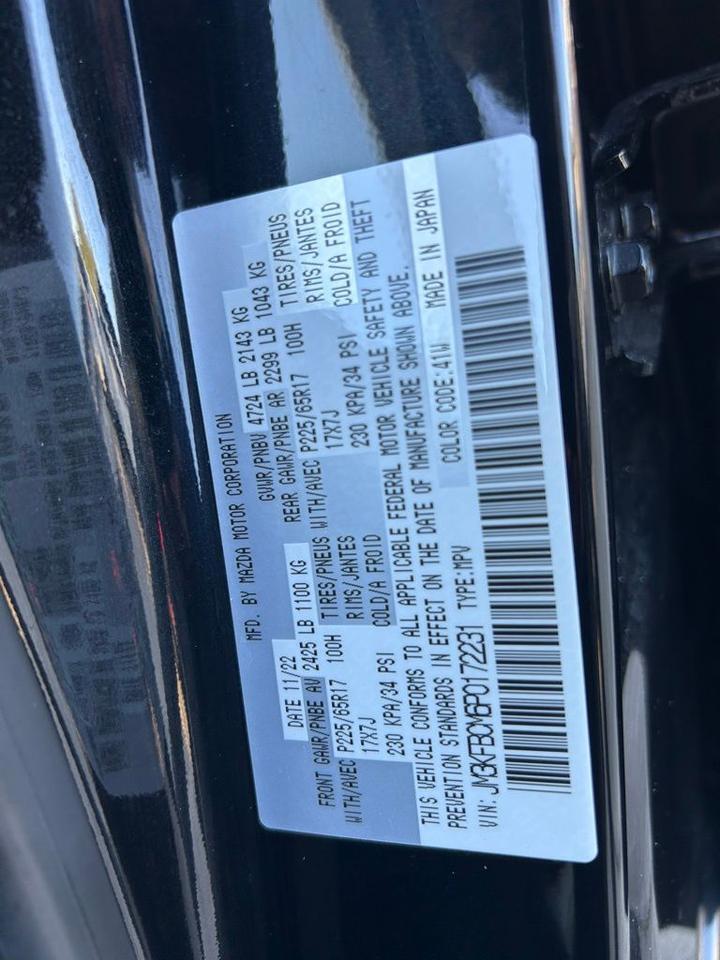 MFD. BY MAZDA MOTOR CORPORATION
DATE 11/22 GVWR/PNBV 4724 LB 2143 KG
FRONT GAWR/PNBE AV 2425 LB 1100 KG REAR GAWR/PNBE AR 2299 LB 1043 KG
WITH/AVEC P225/65R17 100H TIRES/PNEUS WITH/AVEC P225/65R17 100H TIRES/PNEUS
17X7J RIMS/JANTES 17X7J RIMS/JANTES
230 KPA/34 PSI COLD/A FROID 230 KPA/34 PSI COLD/A FROID
THIS VEHICLE CONFORMS TO ALL APPLICABLE FEDERAL MOTOR VEHICLE SAFETY AND THEFT
PREVENTION STANDARDS IN EFFECT ON THE DATE OF MANUFACTURE SHOWN ABOVE.
VIN: JM3KFBCM6P0172231 TYPE:MPV COLOR CODE:41W MADE IN JAPAN